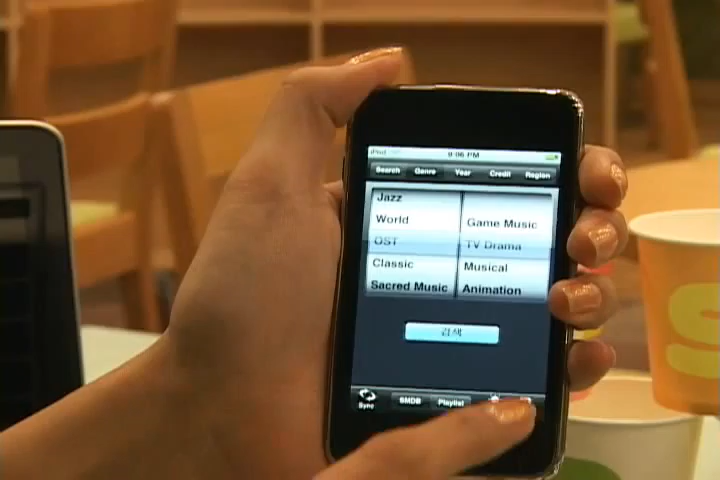 iPod 9:06 PM
Search Genre Year Credit Region
Jazz
World Game Music
OST TV Drama
Classic Musical
Sacred Music Animation
검색
Sync SMDB Playlist